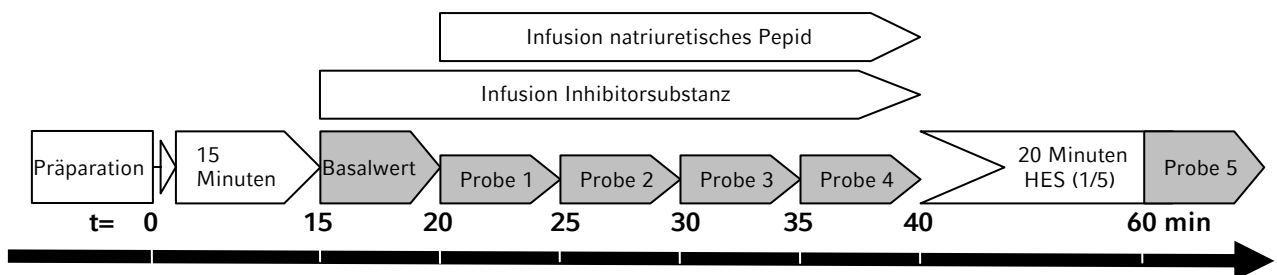 Infusion natriuretisches Pepid
Infusion Inhibitorsubstanz
Präparation
15
Minuten
Basalwert
Probe 1
Probe 2
Probe 3
Probe 4
20 Minuten
HES (1/5)
Probe 5
t= 0 15 20 25 30 35 40 60 min